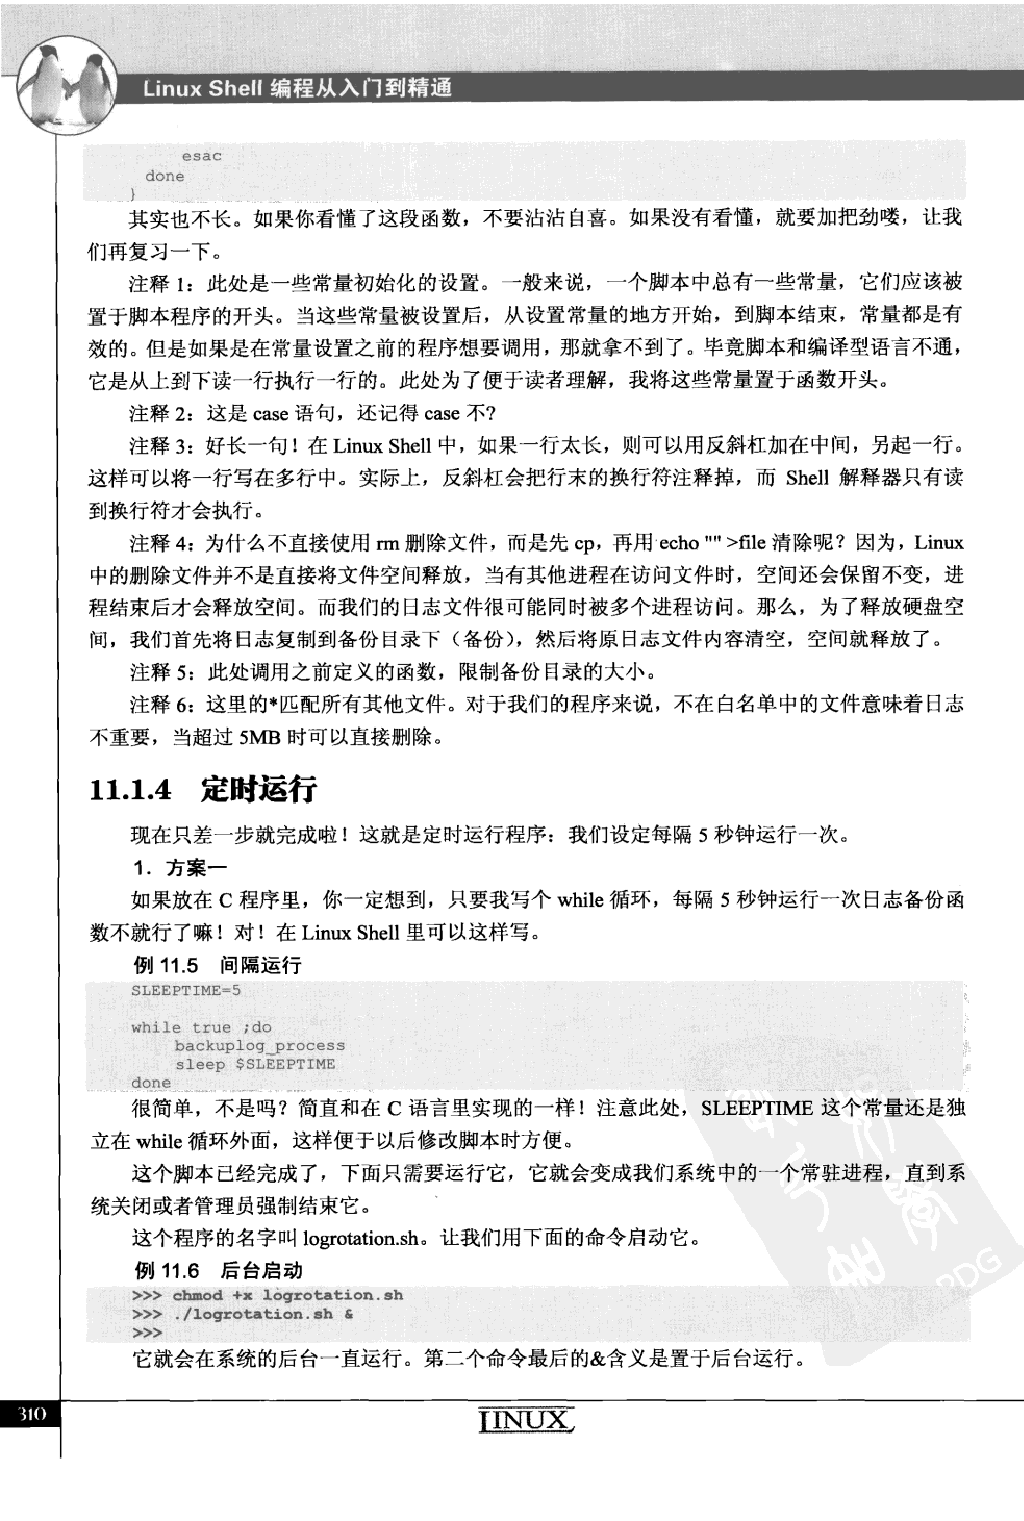 Linux Shell 编程从入门到精通
esac
done
}
其实也不长。如果你看懂了这段函数，不要沾沾自喜。如果没有看懂，就要加把劲喽，让我
们再复习一下。
注释 1：此处是一些常量初始化的设置。一般来说，一个脚本中总有一些常量，它们应该被
置于脚本程序的开头。当这些常量被设置后，从设置常量的地方开始，到脚本结束，常量都是有
效的。但是如果是在常量设置之前的程序想要调用，那就拿不到了。毕竟脚本和编译型语言不通，
它是从上到下读一行执行一行的。此处为了便于读者理解，我将这些常量置于函数开头。
注释 2：这是 case 语句，还记得 case 不？
注释 3：好长一句！在 Linux Shell 中，如果一行太长，则可以用反斜杠加在中间，另起一行。
这样可以将一行写在多行中。实际上，反斜杠会把行末的换行符注释掉，而 Shell 解释器只有读
到换行符才会执行。
注释 4：为什么不直接使用 rm 删除文件，而是先 cp，再用 echo "" >file 清除呢？因为，Linux
中的删除文件并不是直接将文件空间释放，当有其他进程在访问文件时，空间还会保留不变，进
程结束后才会释放空间。而我们的日志文件很可能同时被多个进程访问。那么，为了释放硬盘空
间，我们首先将日志复制到备份目录下（备份），然后将原日志文件内容清空，空间就释放了。
注释 5：此处调用之前定义的函数，限制备份目录的大小。
注释 6：这里的*匹配所有其他文件。对于我们的程序来说，不在白名单中的文件意味着日志
不重要，当超过 5MB 时可以直接删除。
11.1.4 定时运行
现在只差一步就完成啦！这就是定时运行程序：我们设定每隔 5 秒钟运行一次。
1．方案一
如果放在 C 程序里，你一定想到，只要我写个 while 循环，每隔 5 秒钟运行一次日志备份函
数不就行了嘛！对！在 Linux Shell 里可以这样写。
例 11.5 间隔运行
SLEEPTIME=5
while true ;do
backuplog_process
sleep $SLEEPTIME
done
很简单，不是吗？简直和在 C 语言里实现的一样！注意此处，SLEEPTIME 这个常量还是独
立在 while 循环外面，这样便于以后修改脚本时方便。
这个脚本已经完成了，下面只需要运行它，它就会变成我们系统中的一个常驻进程，直到系
统关闭或者管理员强制结束它。
这个程序的名字叫 logrotation.sh。让我们用下面的命令启动它。
例 11.6 后台启动
>>> chmod +x logrotation.sh
>>> ./logrotation.sh &
>>>
它就会在系统的后台一直运行。第二个命令最后的&含义是置于后台运行。
310
LINUX
PDG